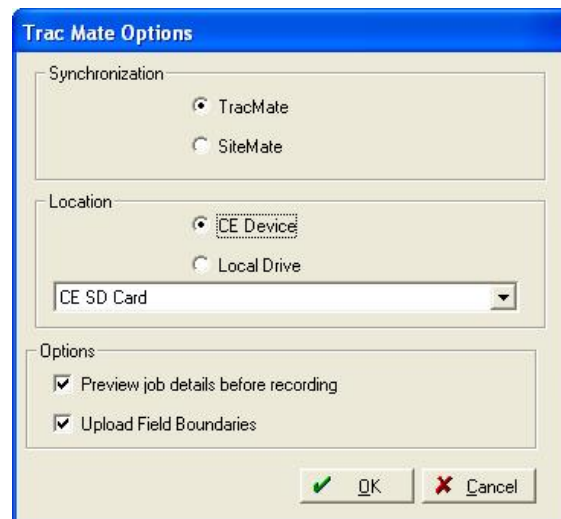 Trac Mate Options
Synchronization
TracMate
SiteMate
Location
CE Device
Local Drive
CE SD Card
Options
Preview job details before recording
Upload Field Boundaries
OK Cancel